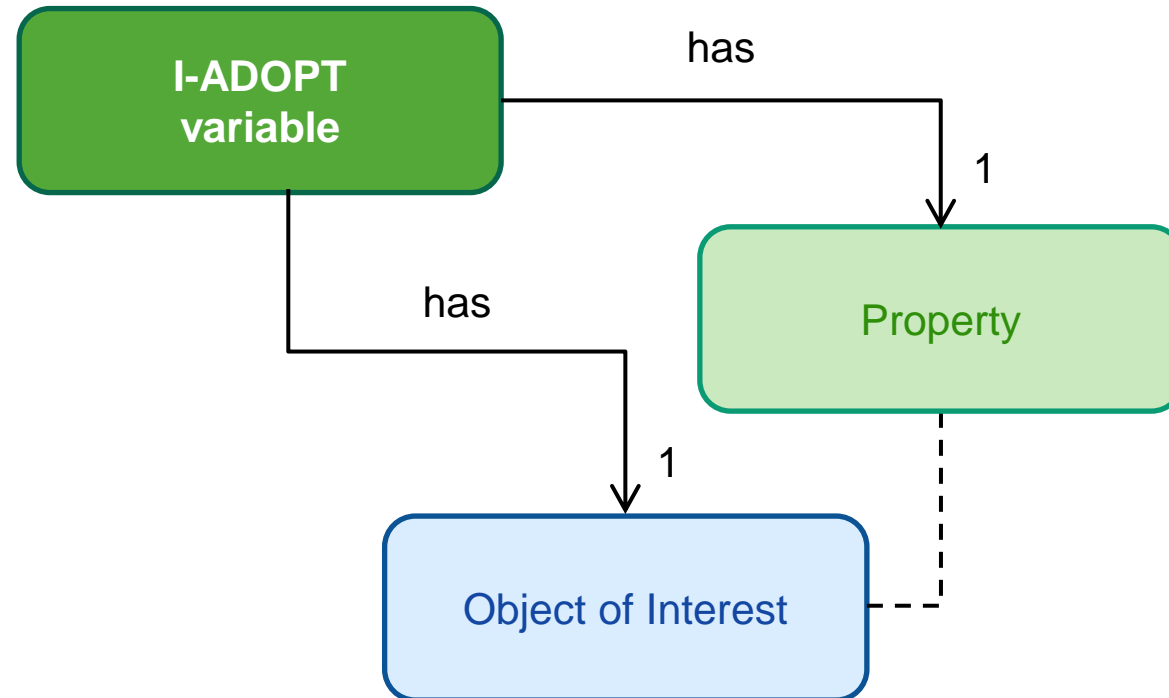 I-ADOPT
variable
has
1
Property
has
1
Object of Interest